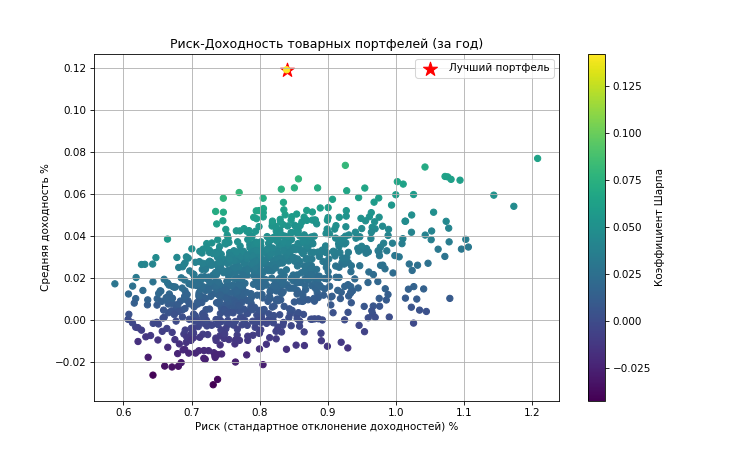 Риск-Доходность товарных портфелей (за год)
Лучший портфель
Средняя доходность %
0.12
0.10
0.08
0.06
0.04
0.02
0.00
−0.02
0.6 0.7 0.8 0.9 1.0 1.1 1.2
Риск (стандартное отклонение доходностей) %
0.125
0.100
0.075
0.050
0.025
0.000
−0.025
Коэффициент Шарпа